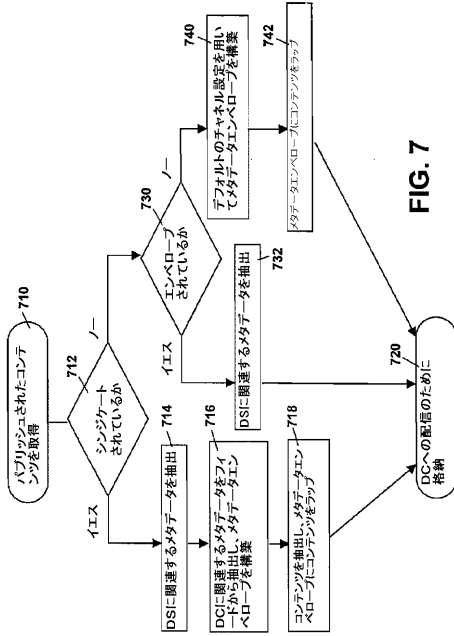 710
パブリッシュされたコンテ
ンツを取得
712
シンジケート
されているか
イエス
ノー
714
DSに関連するメタデータを抽出
716
DCに関連するメタデータをフィ
ードから抽出し、メタデータエン
ベロープを構築
718
コンテンツを抽出し、メタデータエン
ベロープにコンテンツをラップ
730
エンベロープ
されているか
イエス
ノー
732
DSに関連するメタデータを抽出
740
デフォルトのチャネル設定を用い
てメタデータエンベロープを構築
742
メタデータエンベロープにコンテンツをラップ
720
DCへの配信のために
格納
FIG. 7